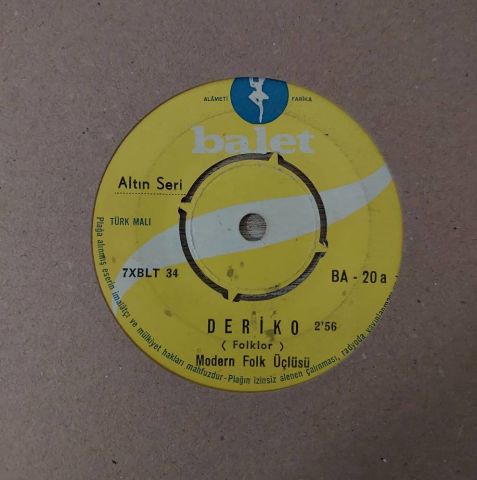 ALÂMETİ FARİKA
balet
Altın Seri
TÜRK MALI
7XBLT 34
BA - 20 a
DERİKO 2'56
( Folklor )
Modern Folk Üçlüsü
Plağa alınmış eserin imalâtçı ve mülkiyet hakları mahfuzdur - Plağın izinsiz alenen çalınması, radyoda yayınlanması